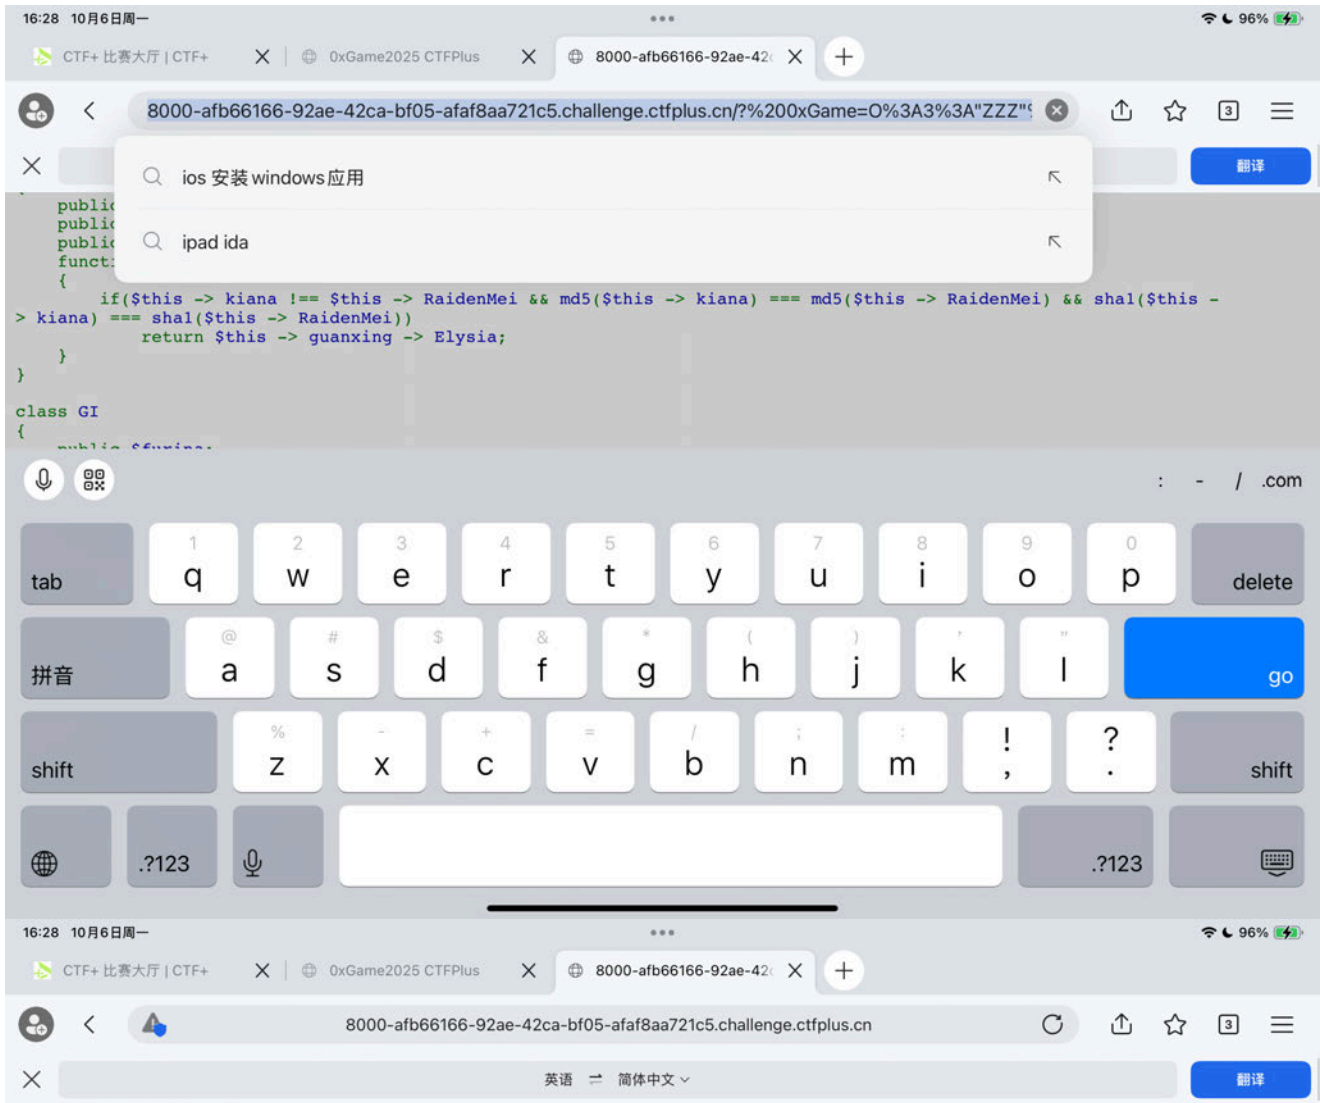 16:28 10月6日周一
96%
CTF+ 比赛大厅 | CTF+
0xGame2025 CTFPlus
8000-afb66166-92ae-42c
8000-afb66166-92ae-42ca-bf05-afaf8aa721c5.challenge.ctfplus.cn/?%200xGame=O%3A3%3A"ZZZ"%
翻译
ios 安装windows应用
ipad ida
public
public
public
funct
{
if($this -> kiana !== $this -> RaidenMei && md5($this -> kiana) === md5($this -> RaidenMei) && sha1($this -
> kiana) === sha1($this -> RaidenMei))
return $this -> guanxing -> Elysia;
}
}
class GI
{
public $furina;
: - / .com
1 2 3 4 5 6 7 8 9 0
tab q w e r t y u i o p delete
@ # $ & * ( ) ' "
拼音 a s d f g h j k l go
% - + = / ; : ! ?
shift z x c v b n m , . shift
.?123 .?123
16:28 10月6日周一
96%
CTF+ 比赛大厅 | CTF+
0xGame2025 CTFPlus
8000-afb66166-92ae-42c
8000-afb66166-92ae-42ca-bf05-afaf8aa721c5.challenge.ctfplus.cn
3
英语 简体中文
翻译